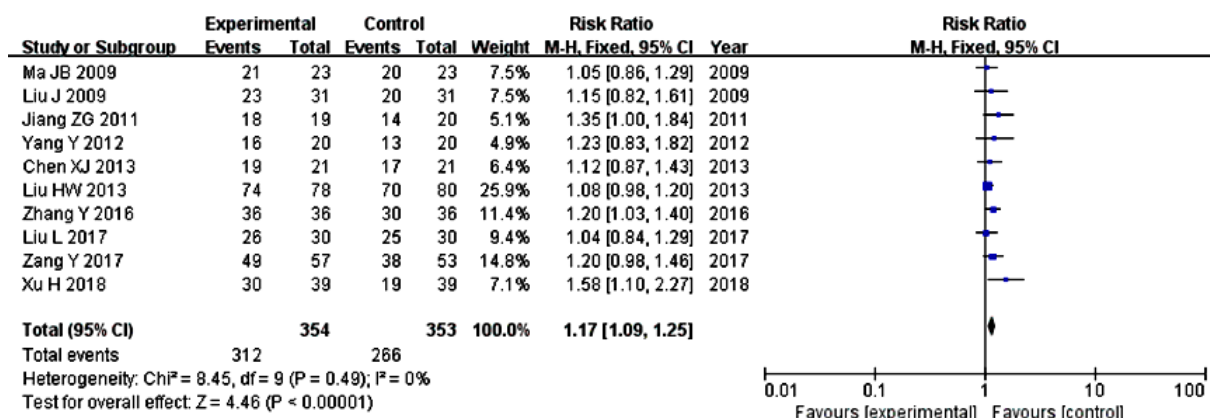 Experimental Control Risk Ratio Risk Ratio
Study or Subgroup Events Total Events Total Weight M-H, Fixed, 95% CI Year M-H, Fixed, 95% CI
Ma JB 2009 21 23 20 23 7.5% 1.05 [0.86, 1.29] 2009
Liu J 2009 23 31 20 31 7.5% 1.15 [0.82, 1.61] 2009
Jiang ZG 2011 18 19 14 20 5.1% 1.35 [1.00, 1.84] 2011
Yang Y 2012 16 20 13 20 4.9% 1.23 [0.83, 1.82] 2012
Chen XJ 2013 19 21 17 21 6.4% 1.12 [0.87, 1.43] 2013
Liu HW 2013 74 78 70 80 25.9% 1.08 [0.98, 1.20] 2013
Zhang Y 2016 36 36 30 36 11.4% 1.20 [1.03, 1.40] 2016
Liu L 2017 26 30 25 30 9.4% 1.04 [0.84, 1.29] 2017
Zang Y 2017 49 57 38 53 14.8% 1.20 [0.98, 1.46] 2017
Xu H 2018 30 39 19 39 7.1% 1.58 [1.10, 2.27] 2018
Total (95% CI) 354 353 100.0% 1.17 [1.09, 1.25]
Total events 312 266
Heterogeneity: Chi² = 8.45, df = 9 (P = 0.49); I² = 0%
Test for overall effect: Z = 4.46 (P < 0.00001)
0.01 0.1 1 10 100
Favours [experimental] Favours [control]